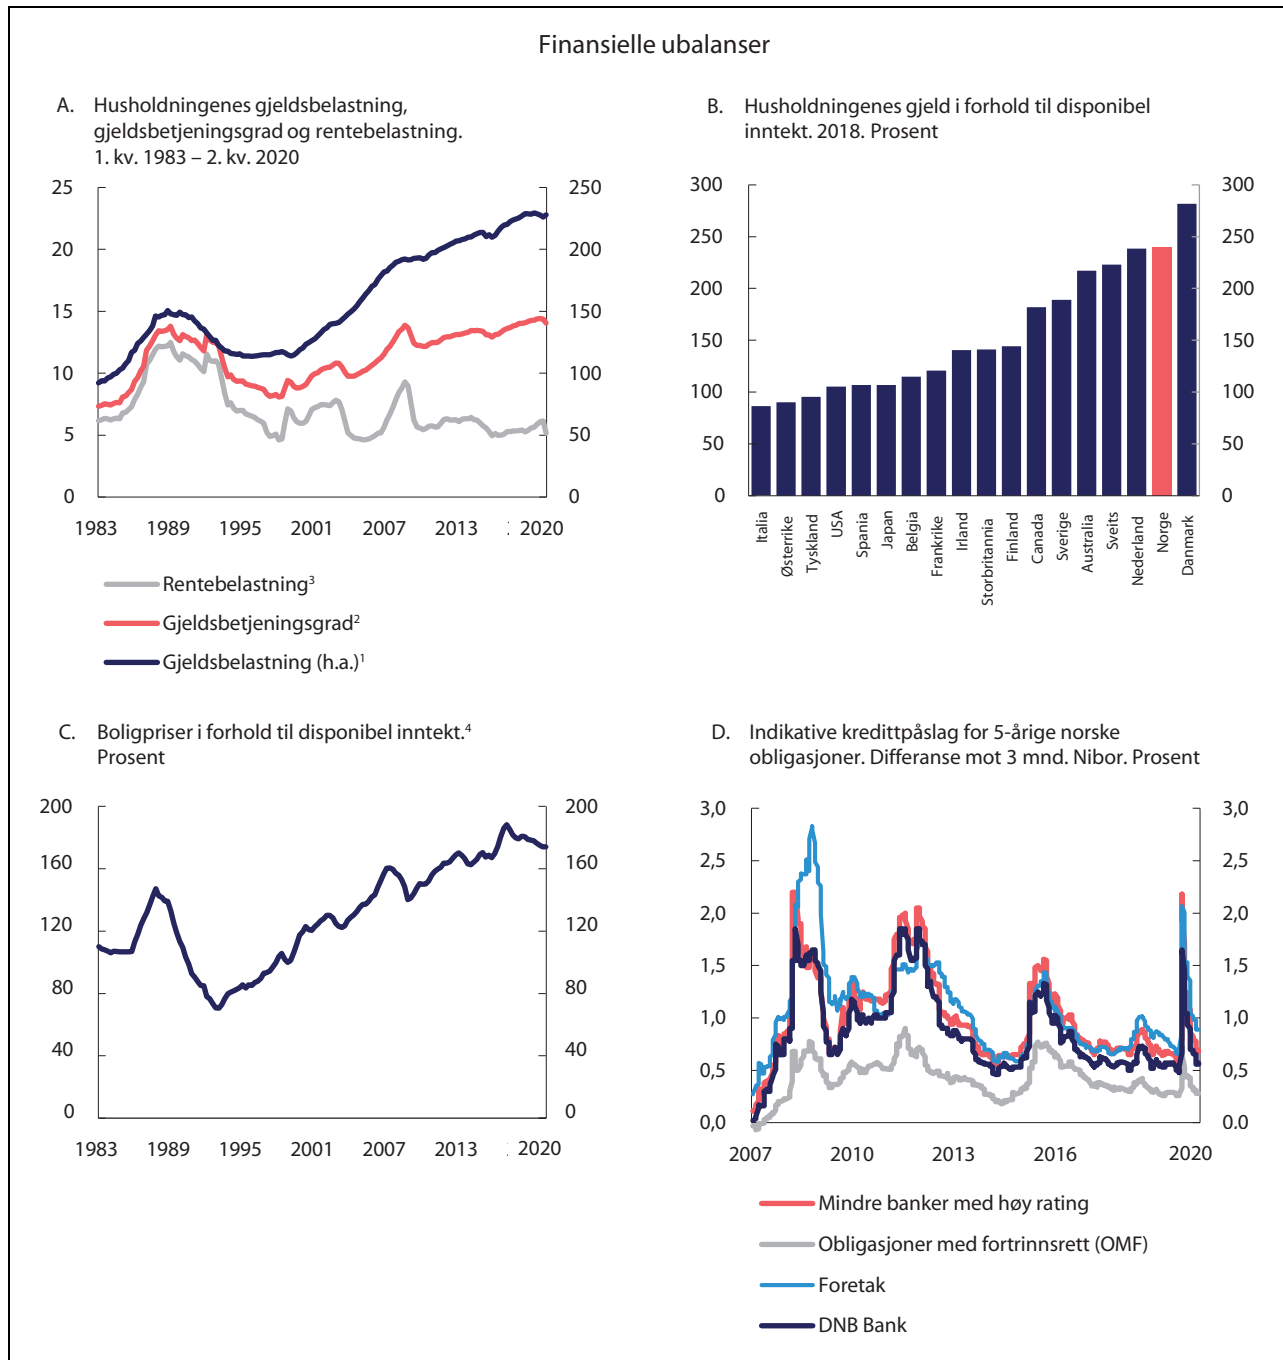 Finansielle ubalanser
A. Husholdningenes gjeldsbelastning,
gjeldsbetjeningsgrad og rentebelastning.
1. kv. 1983 – 2. kv. 2020
25 250
20 200
15 150
10 100
5 50
0 0
1983 1989 1995 2001 2007 2013 2020
Rentebelastning³
Gjeldsbetjeningsgrad²
Gjeldsbelastning (h.a.)¹
B. Husholdningenes gjeld i forhold til disponibel
inntekt. 2018. Prosent
300 300
250 250
200 200
150 150
100 100
50 50
0 0
Italia
Østerrike
Tyskland
USA
Spania
Japan
Belgia
Frankrike
Irland
Storbritannia
Finland
Canada
Sverige
Australia
Sveits
Nederland
Norge
Danmark
C. Boligpriser i forhold til disponibel inntekt.⁴
Prosent
200 200
160 160
120 120
80 80
40 40
0 0
1983 1989 1995 2001 2007 2013 2020
D. Indikative kredittpåslag for 5-årige norske
obligasjoner. Differanse mot 3 mnd. Nibor. Prosent
3,0 3,0
2,5 2,5
2,0 2,0
1,5 1,5
1,0 1,0
0,5 0,5
0,0 0,0
2007 2010 2013 2016 2020
Mindre banker med høy rating
Obligasjoner med fortrinnsrett (OMF)
Foretak
DNB Bank